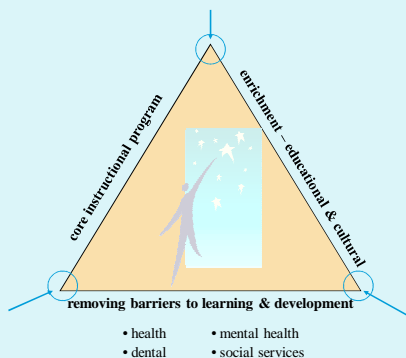 core instructional program
enrichment – educational & cultural
removing barriers to learning & development
• health • mental health
• dental • social services